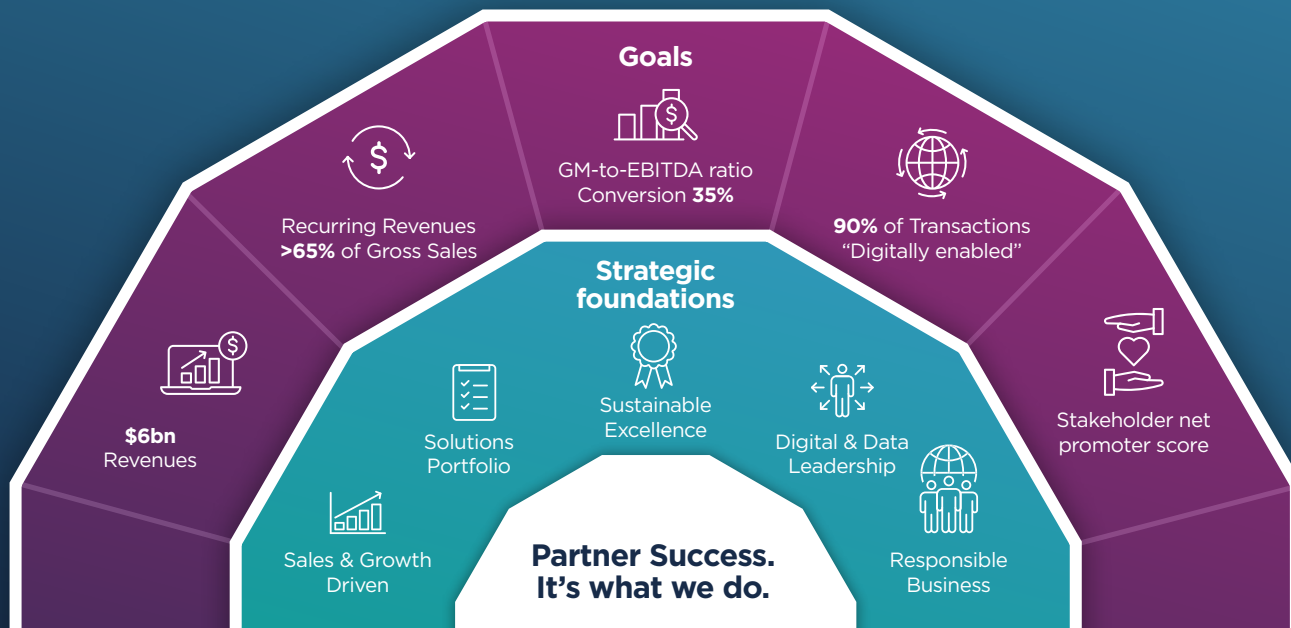 Goals
GM-to-EBITDA ratio
Conversion 35%
Recurring Revenues
>65% of Gross Sales
90% of Transactions
“Digitally enabled”
$6bn
Revenues
Stakeholder net
promoter score
Strategic
foundations
Sustainable
Excellence
Solutions
Portfolio
Digital & Data
Leadership
Sales & Growth
Driven
Responsible
Business
Partner Success.
It’s what we do.